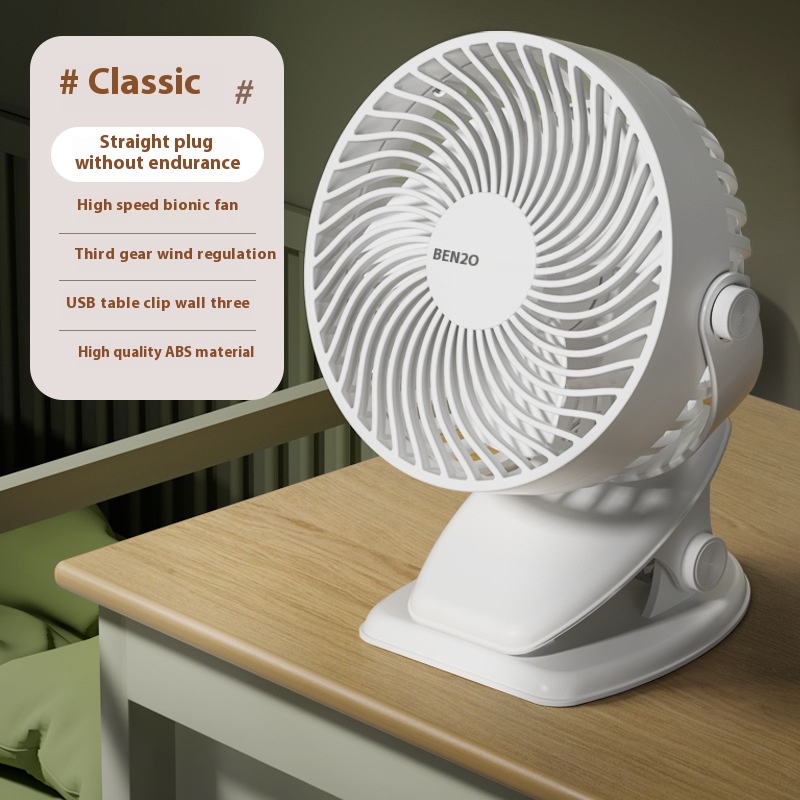 # Classic #
Straight plug
without endurance
High speed bionic fan
Third gear wind regulation
USB table clip wall three
High quality ABS material
BEN2O